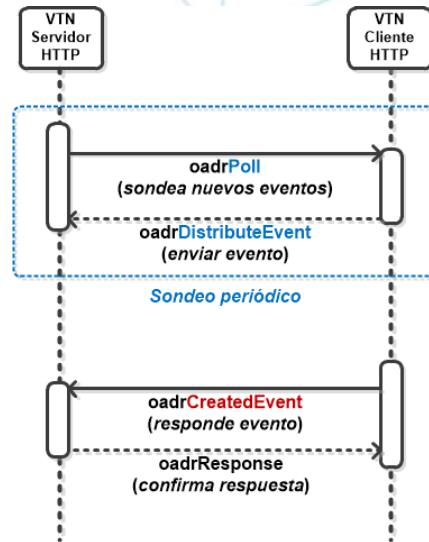 VTN
Servidor
HTTP
VTN
Cliente
HTTP
oadrPoll
(sondea nuevos eventos)
oadrDistributeEvent
(enviar evento)
Sondeo periódico
oadrCreatedEvent
(responde evento)
oadrResponse
(confirma respuesta)